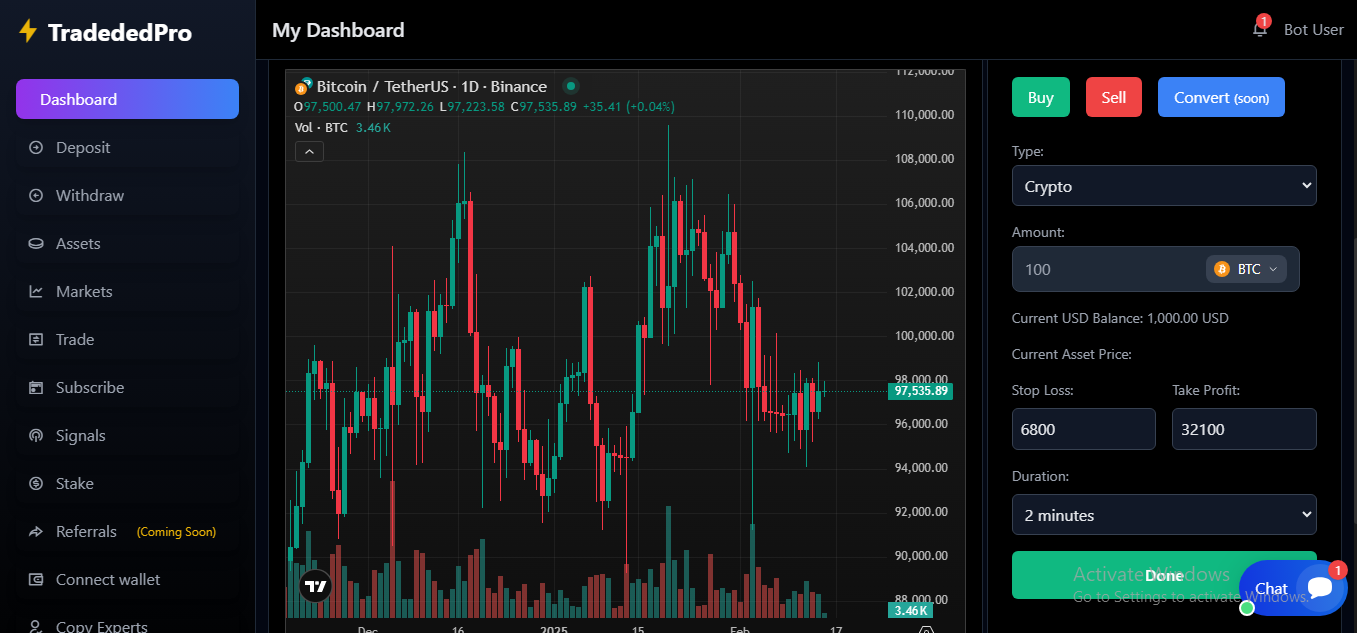 TradededPro
Dashboard
Deposit
Withdraw
Assets
Markets
Trade
Subscribe
Signals
Stake
Referrals (Coming Soon)
Connect wallet
Copy Experts
My Dashboard
1
Bot User
Bitcoin / TetherUS · 1D · Binance
O97,500.47 H97,972.26 L97,223.58 C97,535.89 +35.41 (+0.04%)
Vol · BTC 3.46K
112,000.00
110,000.00
108,000.00
106,000.00
104,000.00
102,000.00
100,000.00
98,000.00
97,535.89
96,000.00
94,000.00
92,000.00
90,000.00
88,000.00
3.46K
Dec 16 2025 15 Feb 17
Buy Sell Convert (soon)
Type:
Crypto
Amount:
100 BTC
Current USD Balance: 1,000.00 USD
Current Asset Price:
Stop Loss: Take Profit:
6800 32100
Duration:
2 minutes
Done
Activate Windows
Go to Settings to activate Windows.
Chat
1